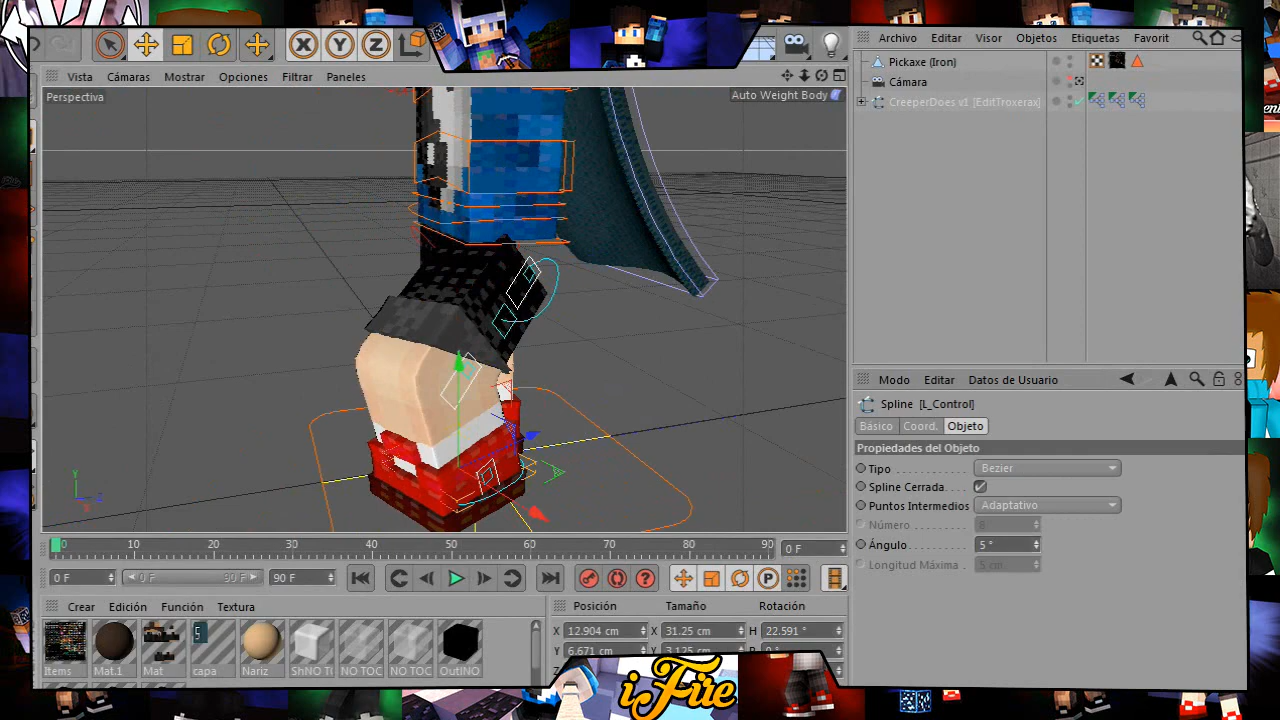 X Y Z
Archivo Editar Visor Objetos Etiquetas Favorit
Vista Cámaras Mostrar Opciones Filtrar Paneles
Pickaxe (Iron)
Cámara
CreeperDoes v1 [EditTroxerax]
Perspectiva
Auto Weight Body
Modo Editar Datos de Usuario
Spline [L_Control]
Básico Coord. Objeto
Propiedades del Objeto
Tipo Bezier
Spline Cerrada
Puntos Intermedios Adaptativo
Número 8
Ángulo 5 °
Longitud Máxima 5 cm
Y
Z
X
0 10 20 30 40 50 60 70 80 90
0 F
0 F 0 F 90 F 90 F
P
Crear Edición Función Textura
Posición Tamaño Rotación
X 12.904 cm X 31.25 cm H 22.591 °
Y 6.671 cm Y 3.125 cm
Items Mat.1 Mat capa Nariz ShNO T NO TOC NO TOC OutlNO
iFire